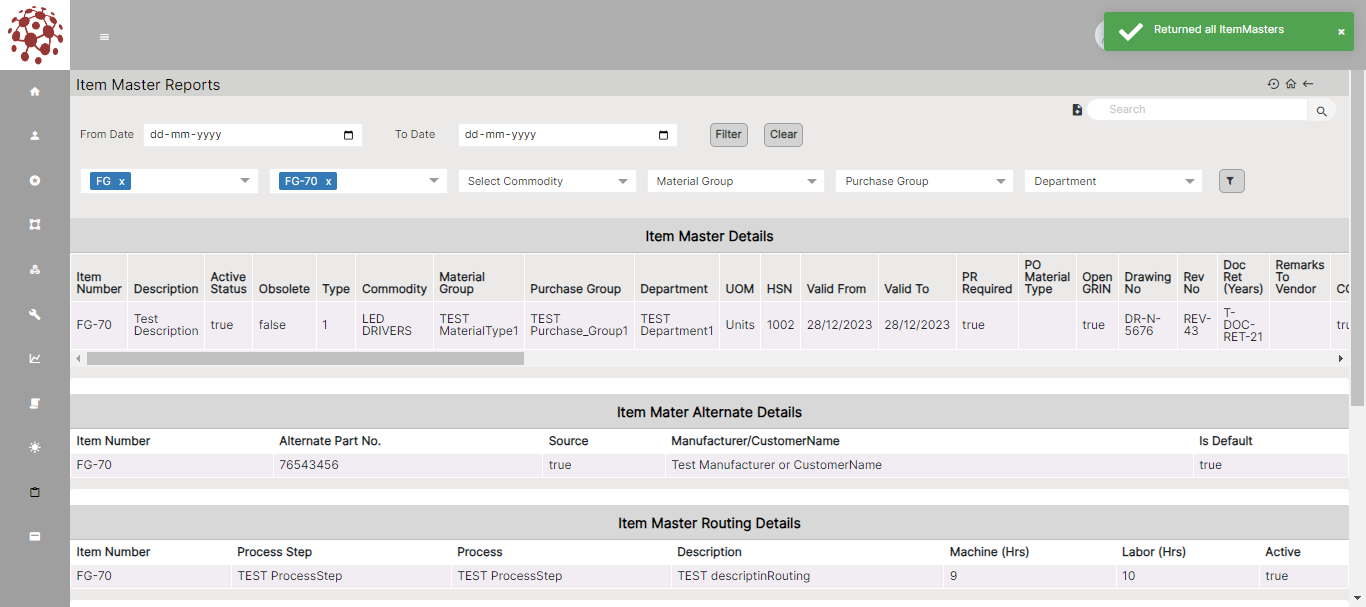 Returned all ItemMasters x
Item Master Reports
Search
From Date dd-mm-yyyy To Date dd-mm-yyyy Filter Clear
FG x FG-70 x Select Commodity Material Group Purchase Group Department
Item Master Details
Item Number Description Active Status Obsolete Type Commodity Material Group Purchase Group Department UOM HSN Valid From Valid To PR Required PO Material Type Open GRIN Drawing No Rev No Doc Ret (Years) Remarks To Vendor
FG-70 Test Description true false 1 LED DRIVERS TEST MaterialType1 TEST Purchase_Group1 TEST Department1 Units 1002 28/12/2023 28/12/2023 true true DR-N-5676 REV-43 T-DOC-RET-21
Item Mater Alternate Details
Item Number Alternate Part No. Source Manufacturer/CustomerName Is Default
FG-70 76543456 true Test Manufacturer or CustomerName true
Item Master Routing Details
Item Number Process Step Process Description Machine (Hrs) Labor (Hrs) Active
FG-70 TEST ProcessStep TEST ProcessStep TEST descriptinRouting 9 10 true